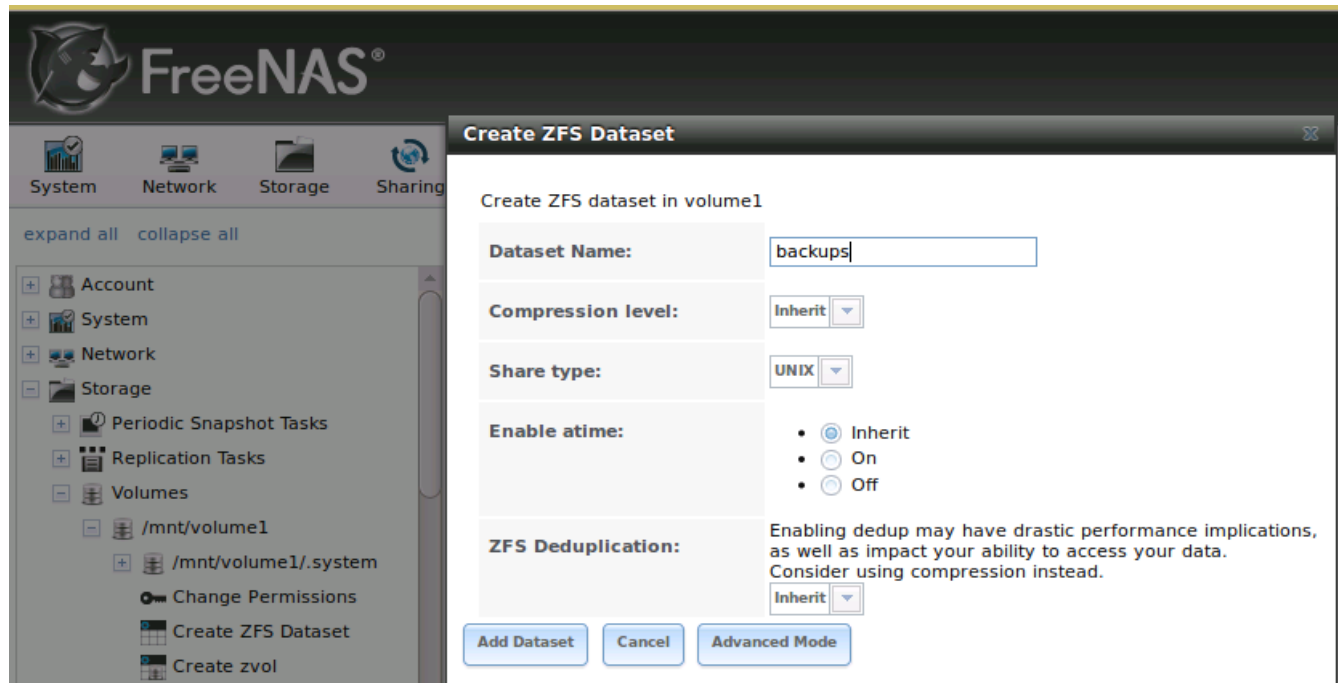 FreeNAS®
System
Network
Storage
Sharing
expand all collapse all
Account
System
Network
Storage
Periodic Snapshot Tasks
Replication Tasks
Volumes
/mnt/volume1
/mnt/volume1/.system
Change Permissions
Create ZFS Dataset
Create zvol
Create ZFS Dataset
Create ZFS dataset in volume1
Dataset Name: backups
Compression level: Inherit
Share type: UNIX
Enable atime:
• Inherit
• On
• Off
ZFS Deduplication:
Enabling dedup may have drastic performance implications,
as well as impact your ability to access your data.
Consider using compression instead.
Inherit
Add Dataset Cancel Advanced Mode